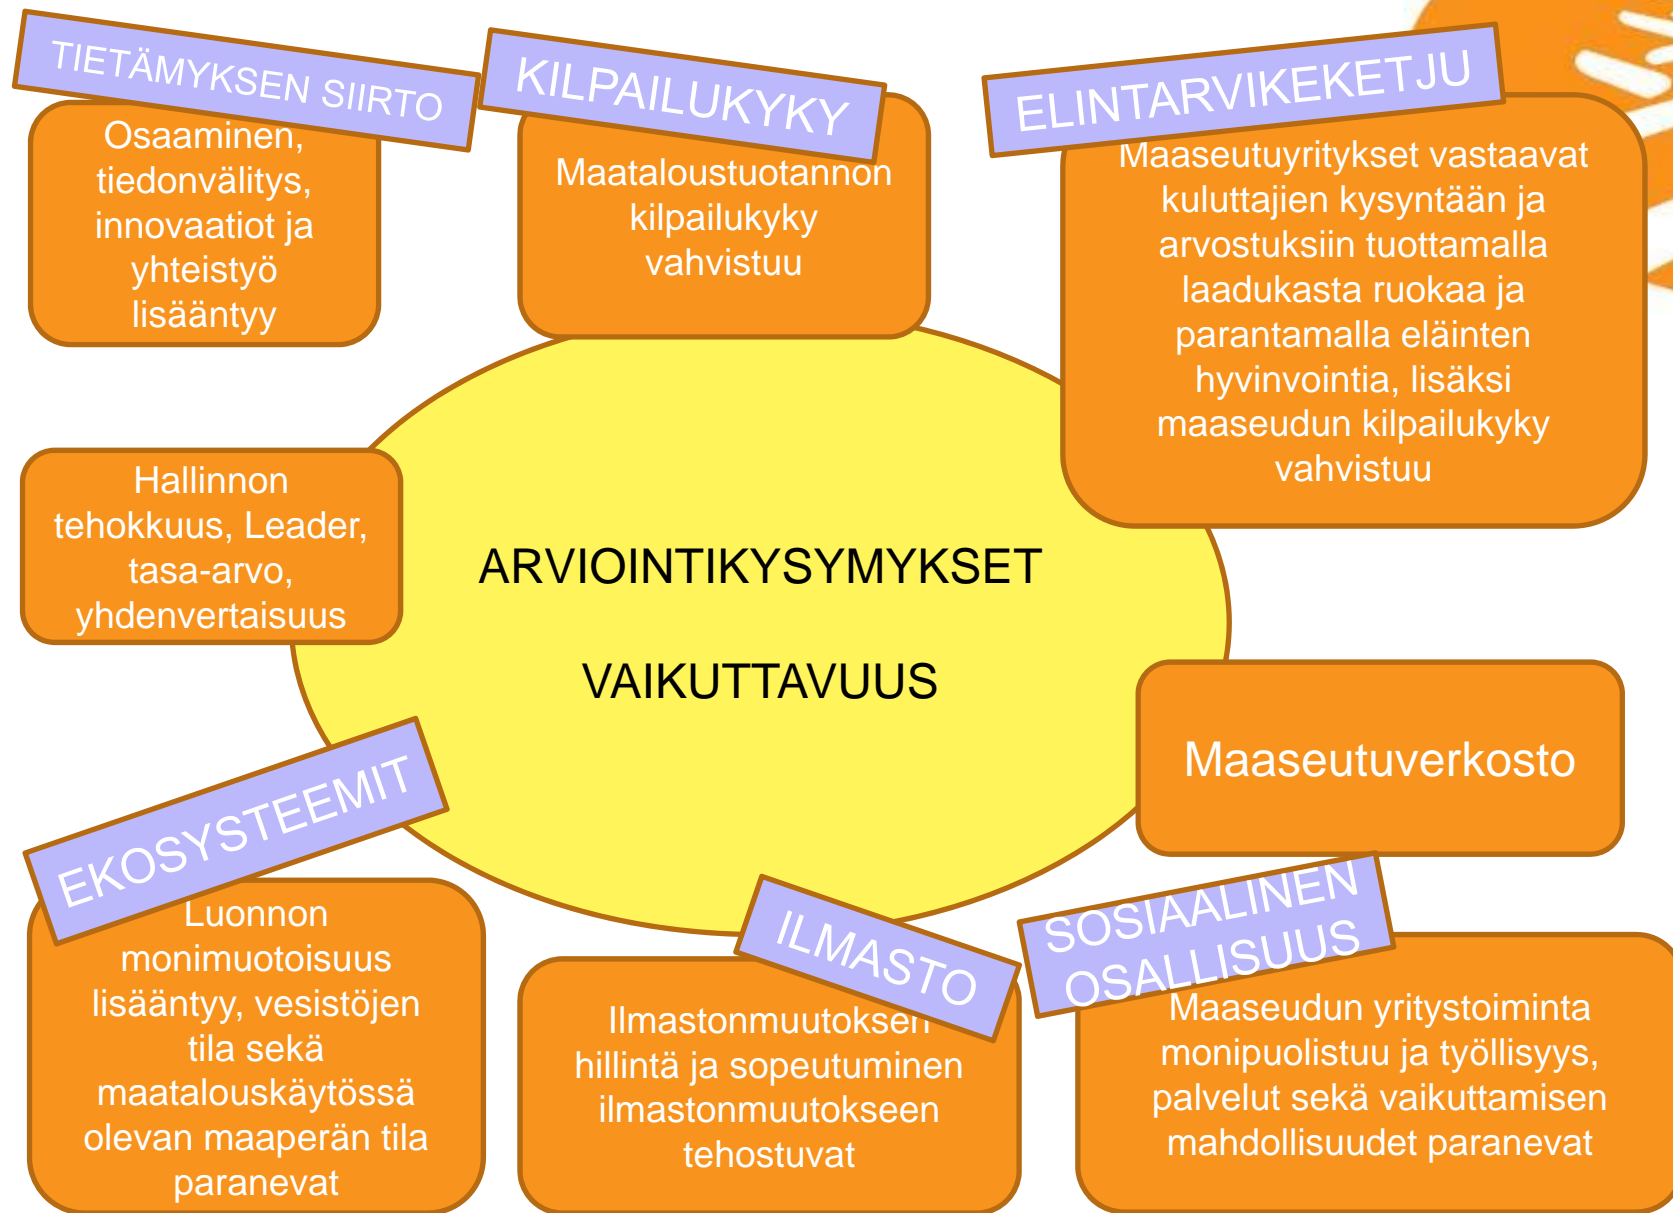 TIETÄMYKSEN SIIRTO
Osaaminen,
tiedonvälitys,
innovaatiot ja
yhteistyö
lisääntyy
KILPAILUKYKY
Maataloustuotannon
kilpailukyky
vahvistuu
ELINTARVIKEKETJU
Maaseutuyritykset vastaavat
kuluttajien kysyntään ja
arvostuksiin tuottamalla
laadukasta ruokaa ja
parantamalla eläinten
hyvinvointia, lisäksi
maaseudun kilpailukyky
vahvistuu
Hallinnon
tehokkuus, Leader,
tasa-arvo,
yhdenvertaisuus
ARVIOINTIKYSYMYKSET
VAIKUTTAVUUS
Maaseutuverkosto
EKOSYSTEEMIT
Luonnon
monimuotoisuus
lisääntyy, vesistöjen
tila sekä
maatalouskäytössä
olevan maaperän tila
paranevat
ILMASTO
Ilmastonmuutoksen
hillintä ja sopeutuminen
ilmastonmuutokseen
tehostuvat
SOSIAALINEN
OSALLISUUS
Maaseudun yritystoiminta
monipuolistuu ja työllisyys,
palvelut sekä vaikuttamisen
mahdollisuudet paranevat